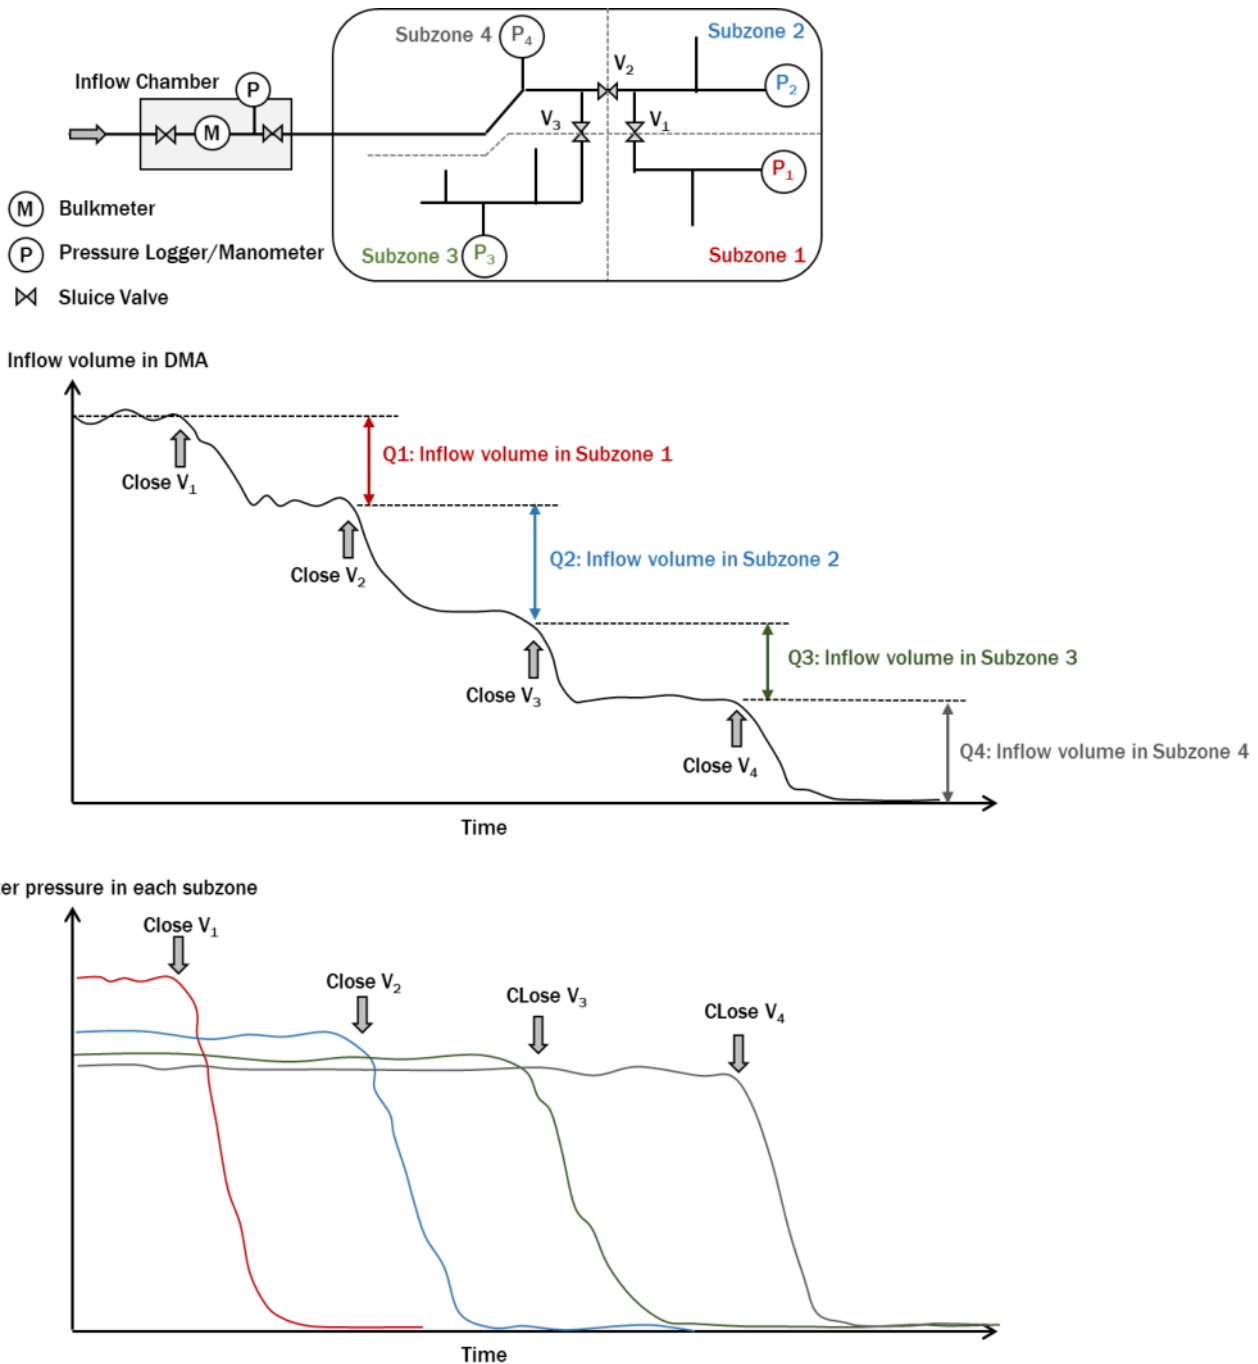 Subzone 4
P4
Subzone 2
V2
P2
Inflow Chamber
P
M
V3
V1
P1
M Bulkmeter
P Pressure Logger/Manometer
Sluice Valve
Subzone 3
P3
Subzone 1
Inflow volume in DMA
Close V1
Q1: Inflow volume in Subzone 1
Close V2
Q2: Inflow volume in Subzone 2
Close V3
Q3: Inflow volume in Subzone 3
Close V4
Q4: Inflow volume in Subzone 4
Time
er pressure in each subzone
Close V1
Close V2
CLose V3
CLose V4
Time